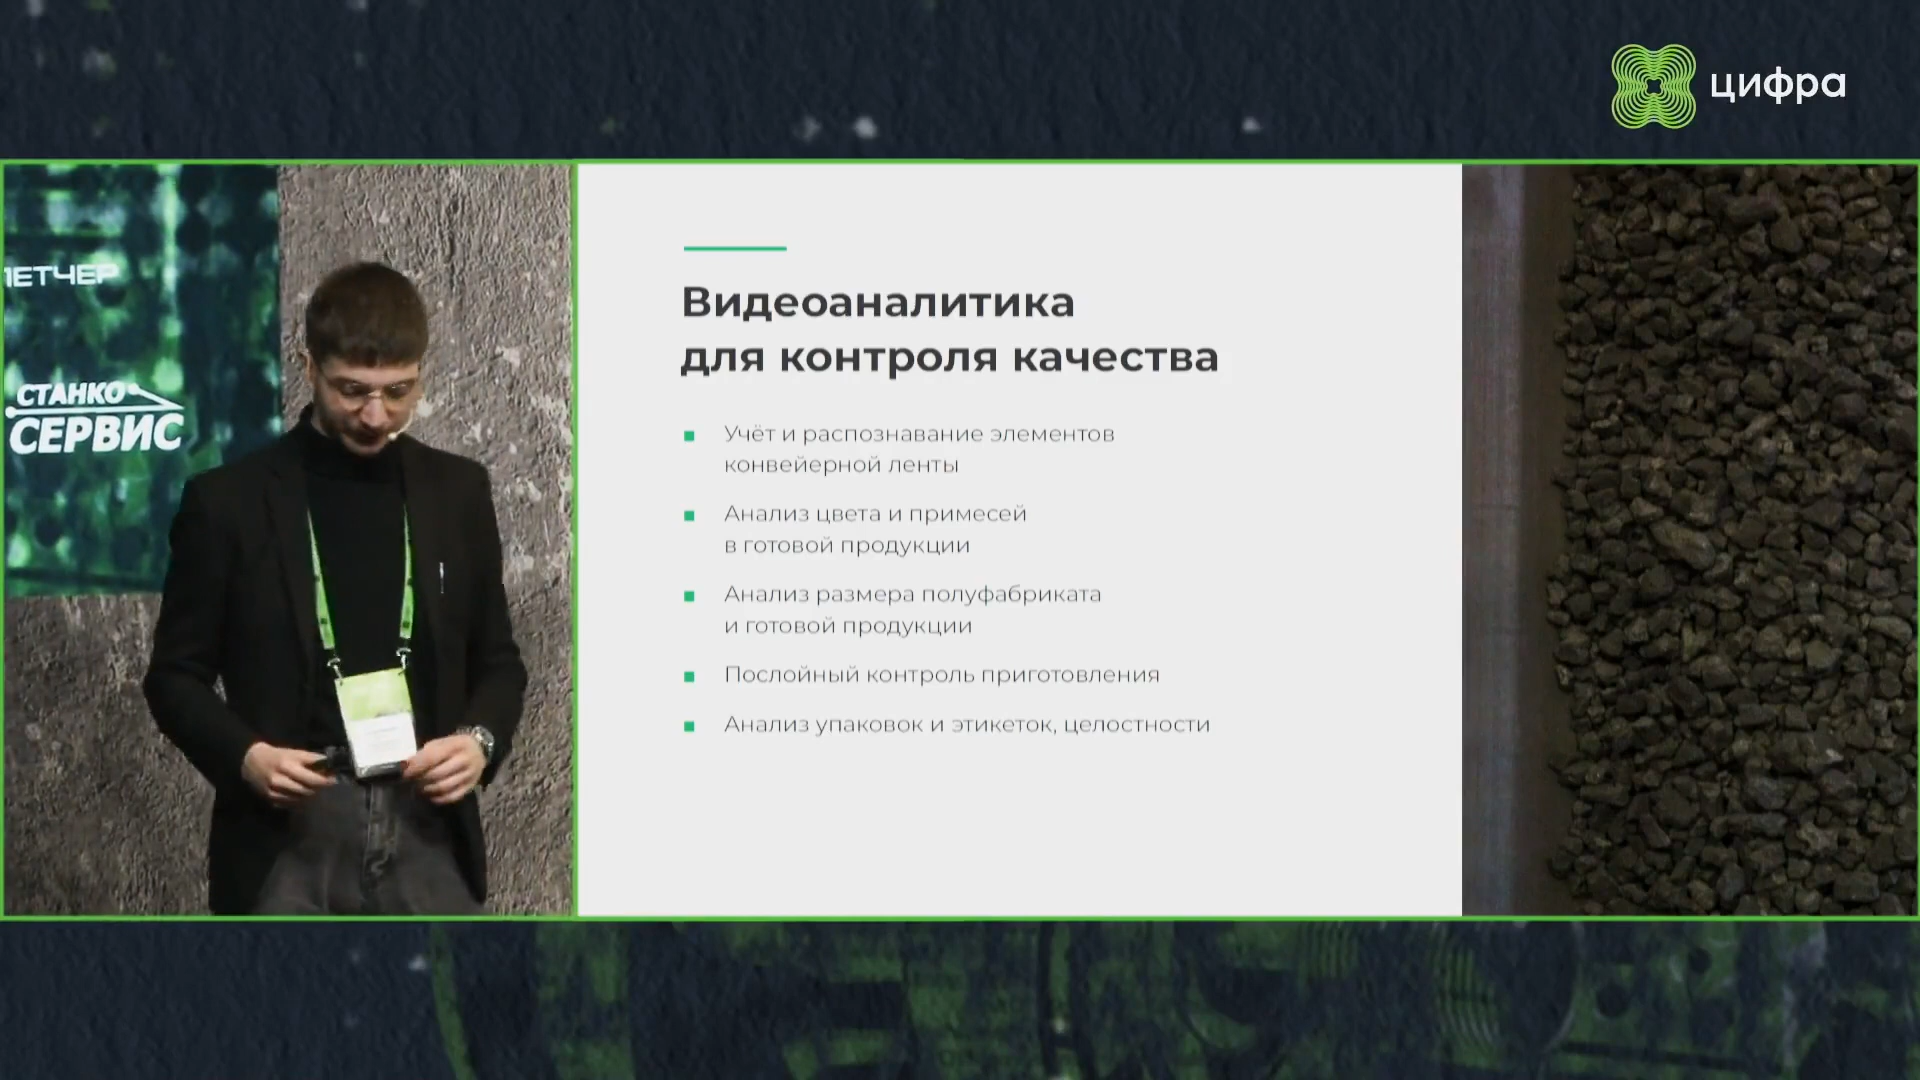 цифра
ЛЕТЧЕР
СТАНКО
СЕРВИС
Видеоаналитика
для контроля качества
Учёт и распознавание элементов
конвейерной ленты
Анализ цвета и примесей
в готовой продукции
Анализ размера полуфабриката
и готовой продукции
Послойный контроль приготовления
Анализ упаковок и этикеток, целостности